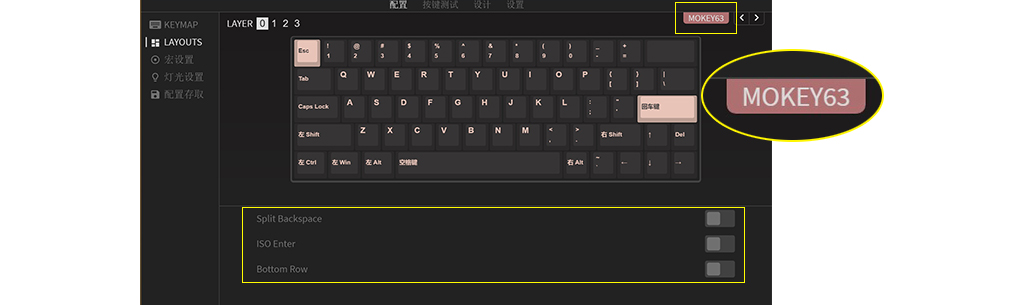 配置 按键测试 设计 设置
KEYMAP
LAYOUTS
宏设置
灯光设置
配置存取
LAYER 0 1 2 3
MOKEY63
Esc ! 1 @ 2 # 3 $ 4 % 5 ^ 6 & 7 * 8 ( 9 ) 0 _ - + =
Tab Q W E R T Y U I O P { [ } ] | \
Caps Lock A S D F G H J K L : ; " ' 回车键
左 Shift Z X C V B N M < , > . 右 Shift ↑ Del
左 Ctrl 左 Win 左 Alt 空格键 右 Alt ~ ` ← ↓ →
MOKEY63
Split Backspace
ISO Enter
Bottom Row